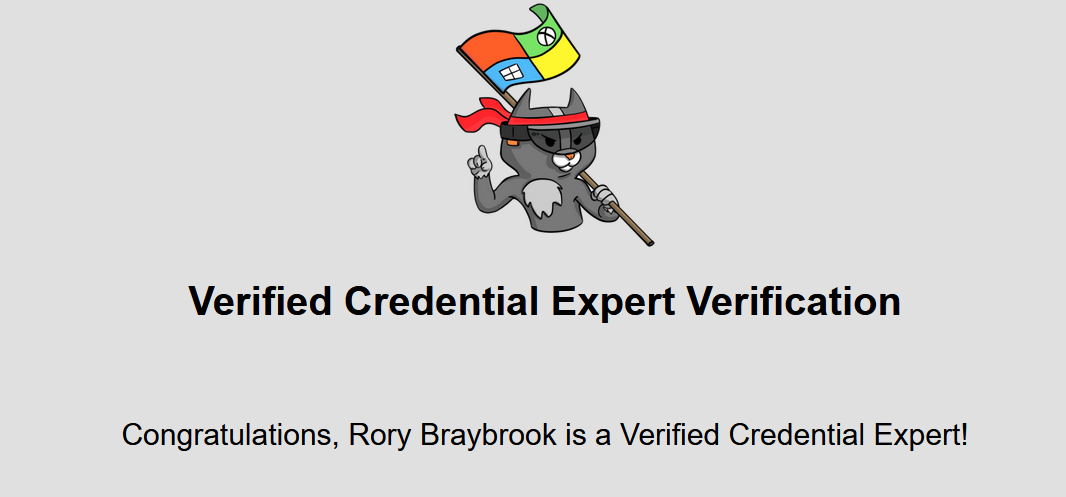 Verified Credential Expert Verification
Congratulations, Rory Braybrook is a Verified Credential Expert!